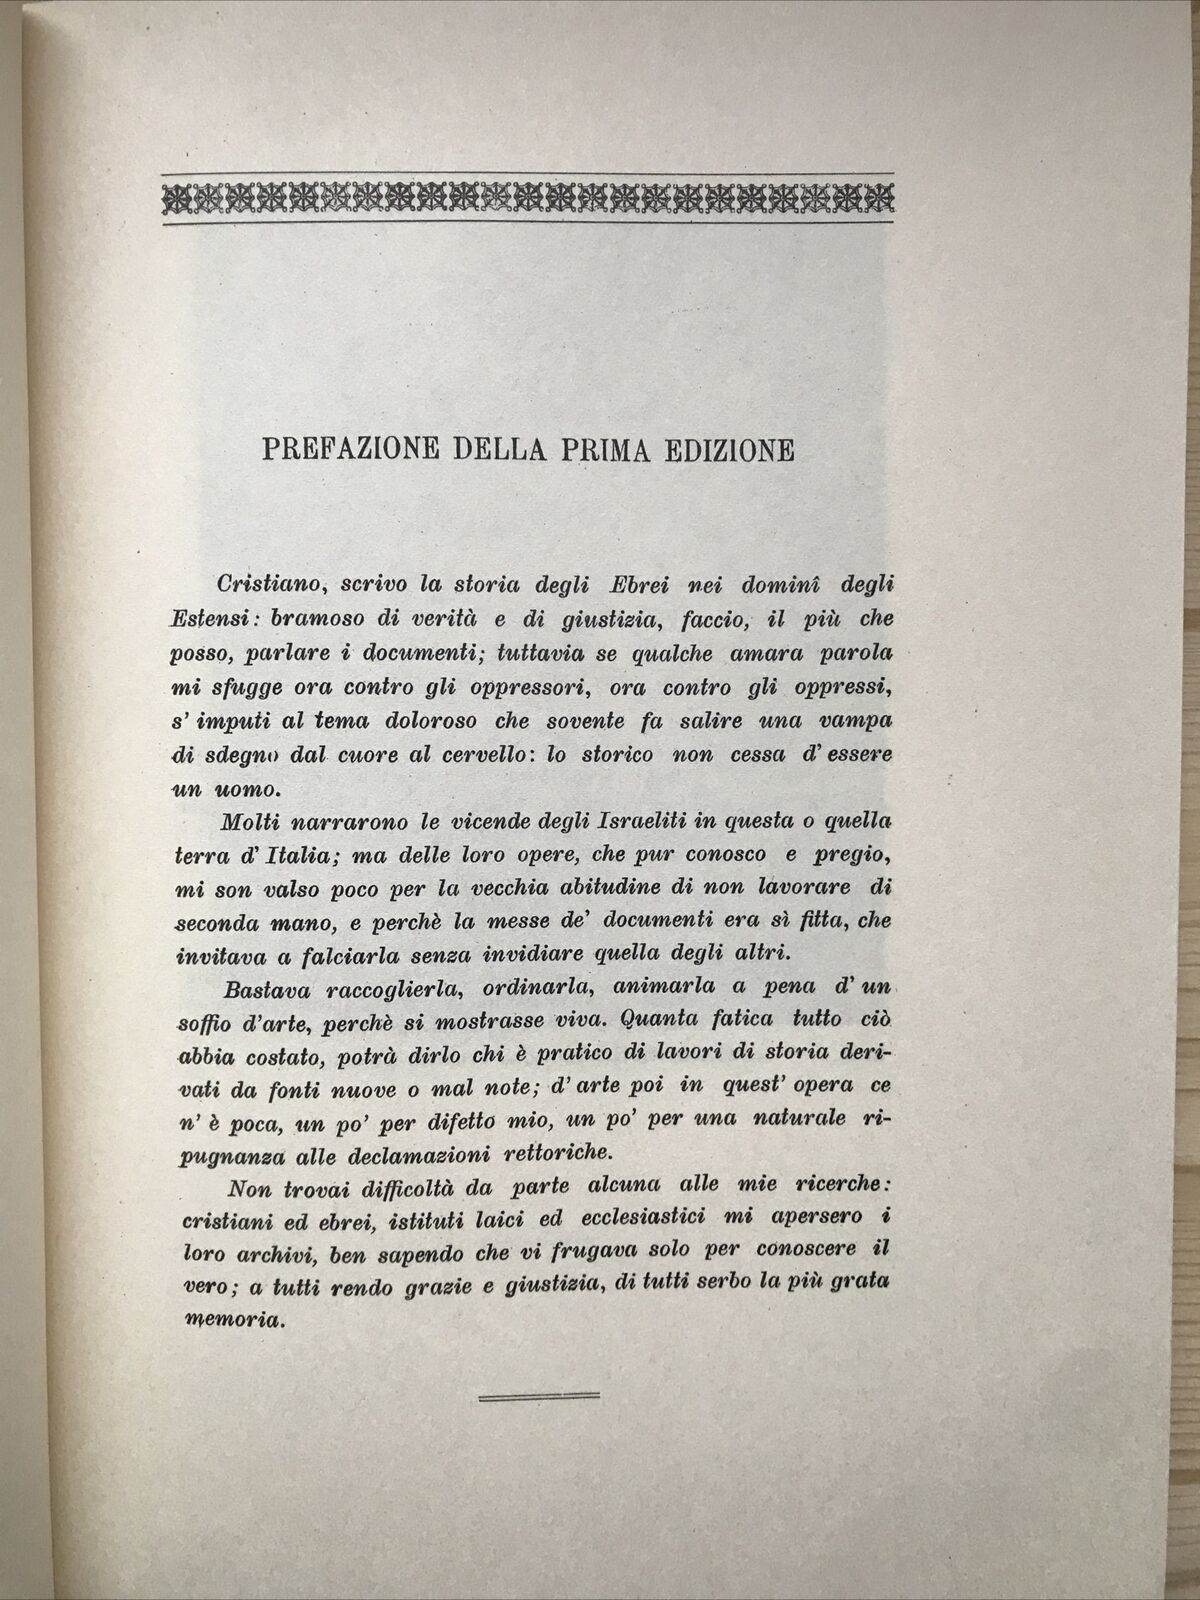 PREFAZIONE DELLA PRIMA EDIZIONE
Cristiano, scrivo la storia degli Ebrei nei dominî degli
Estensi: bramoso di verità e di giustizia, faccio, il più che
posso, parlare i documenti; tuttavia se qualche amara parola
mi sfugge ora contro gli oppressori, ora contro gli oppressi,
s' imputi al tema doloroso che sovente fa salire una vampa
di sdegno dal cuore al cervello: lo storico non cessa d' essere
un uomo.
Molti narrarono le vicende degli Israeliti in questa o quella
terra d' Italia; ma delle loro opere, che pur conosco e pregio,
mi son valso poco per la vecchia abitudine di non lavorare di
seconda mano, e perchè la messe de' documenti era sì fitta, che
invitava a falciarla senza invidiare quella degli altri.
Bastava raccoglierla, ordinarla, animarla a pena d' un
soffio d'arte, perchè si mostrasse viva. Quanta fatica tutto ciò
abbia costato, potrà dirlo chi è pratico di lavori di storia deri-
vati da fonti nuove o mal note; d' arte poi in quest' opera ce
n' è poca, un po' per difetto mio, un po' per una naturale ri-
pugnanza alle declamazioni rettoriche.
Non trovai difficoltà da parte alcuna alle mie ricerche:
cristiani ed ebrei, istituti laici ed ecclesiastici mi apersero i
loro archivi, ben sapendo che vi frugava solo per conoscere il
vero; a tutti rendo grazie e giustizia, di tutti serbo la più grata
memoria.